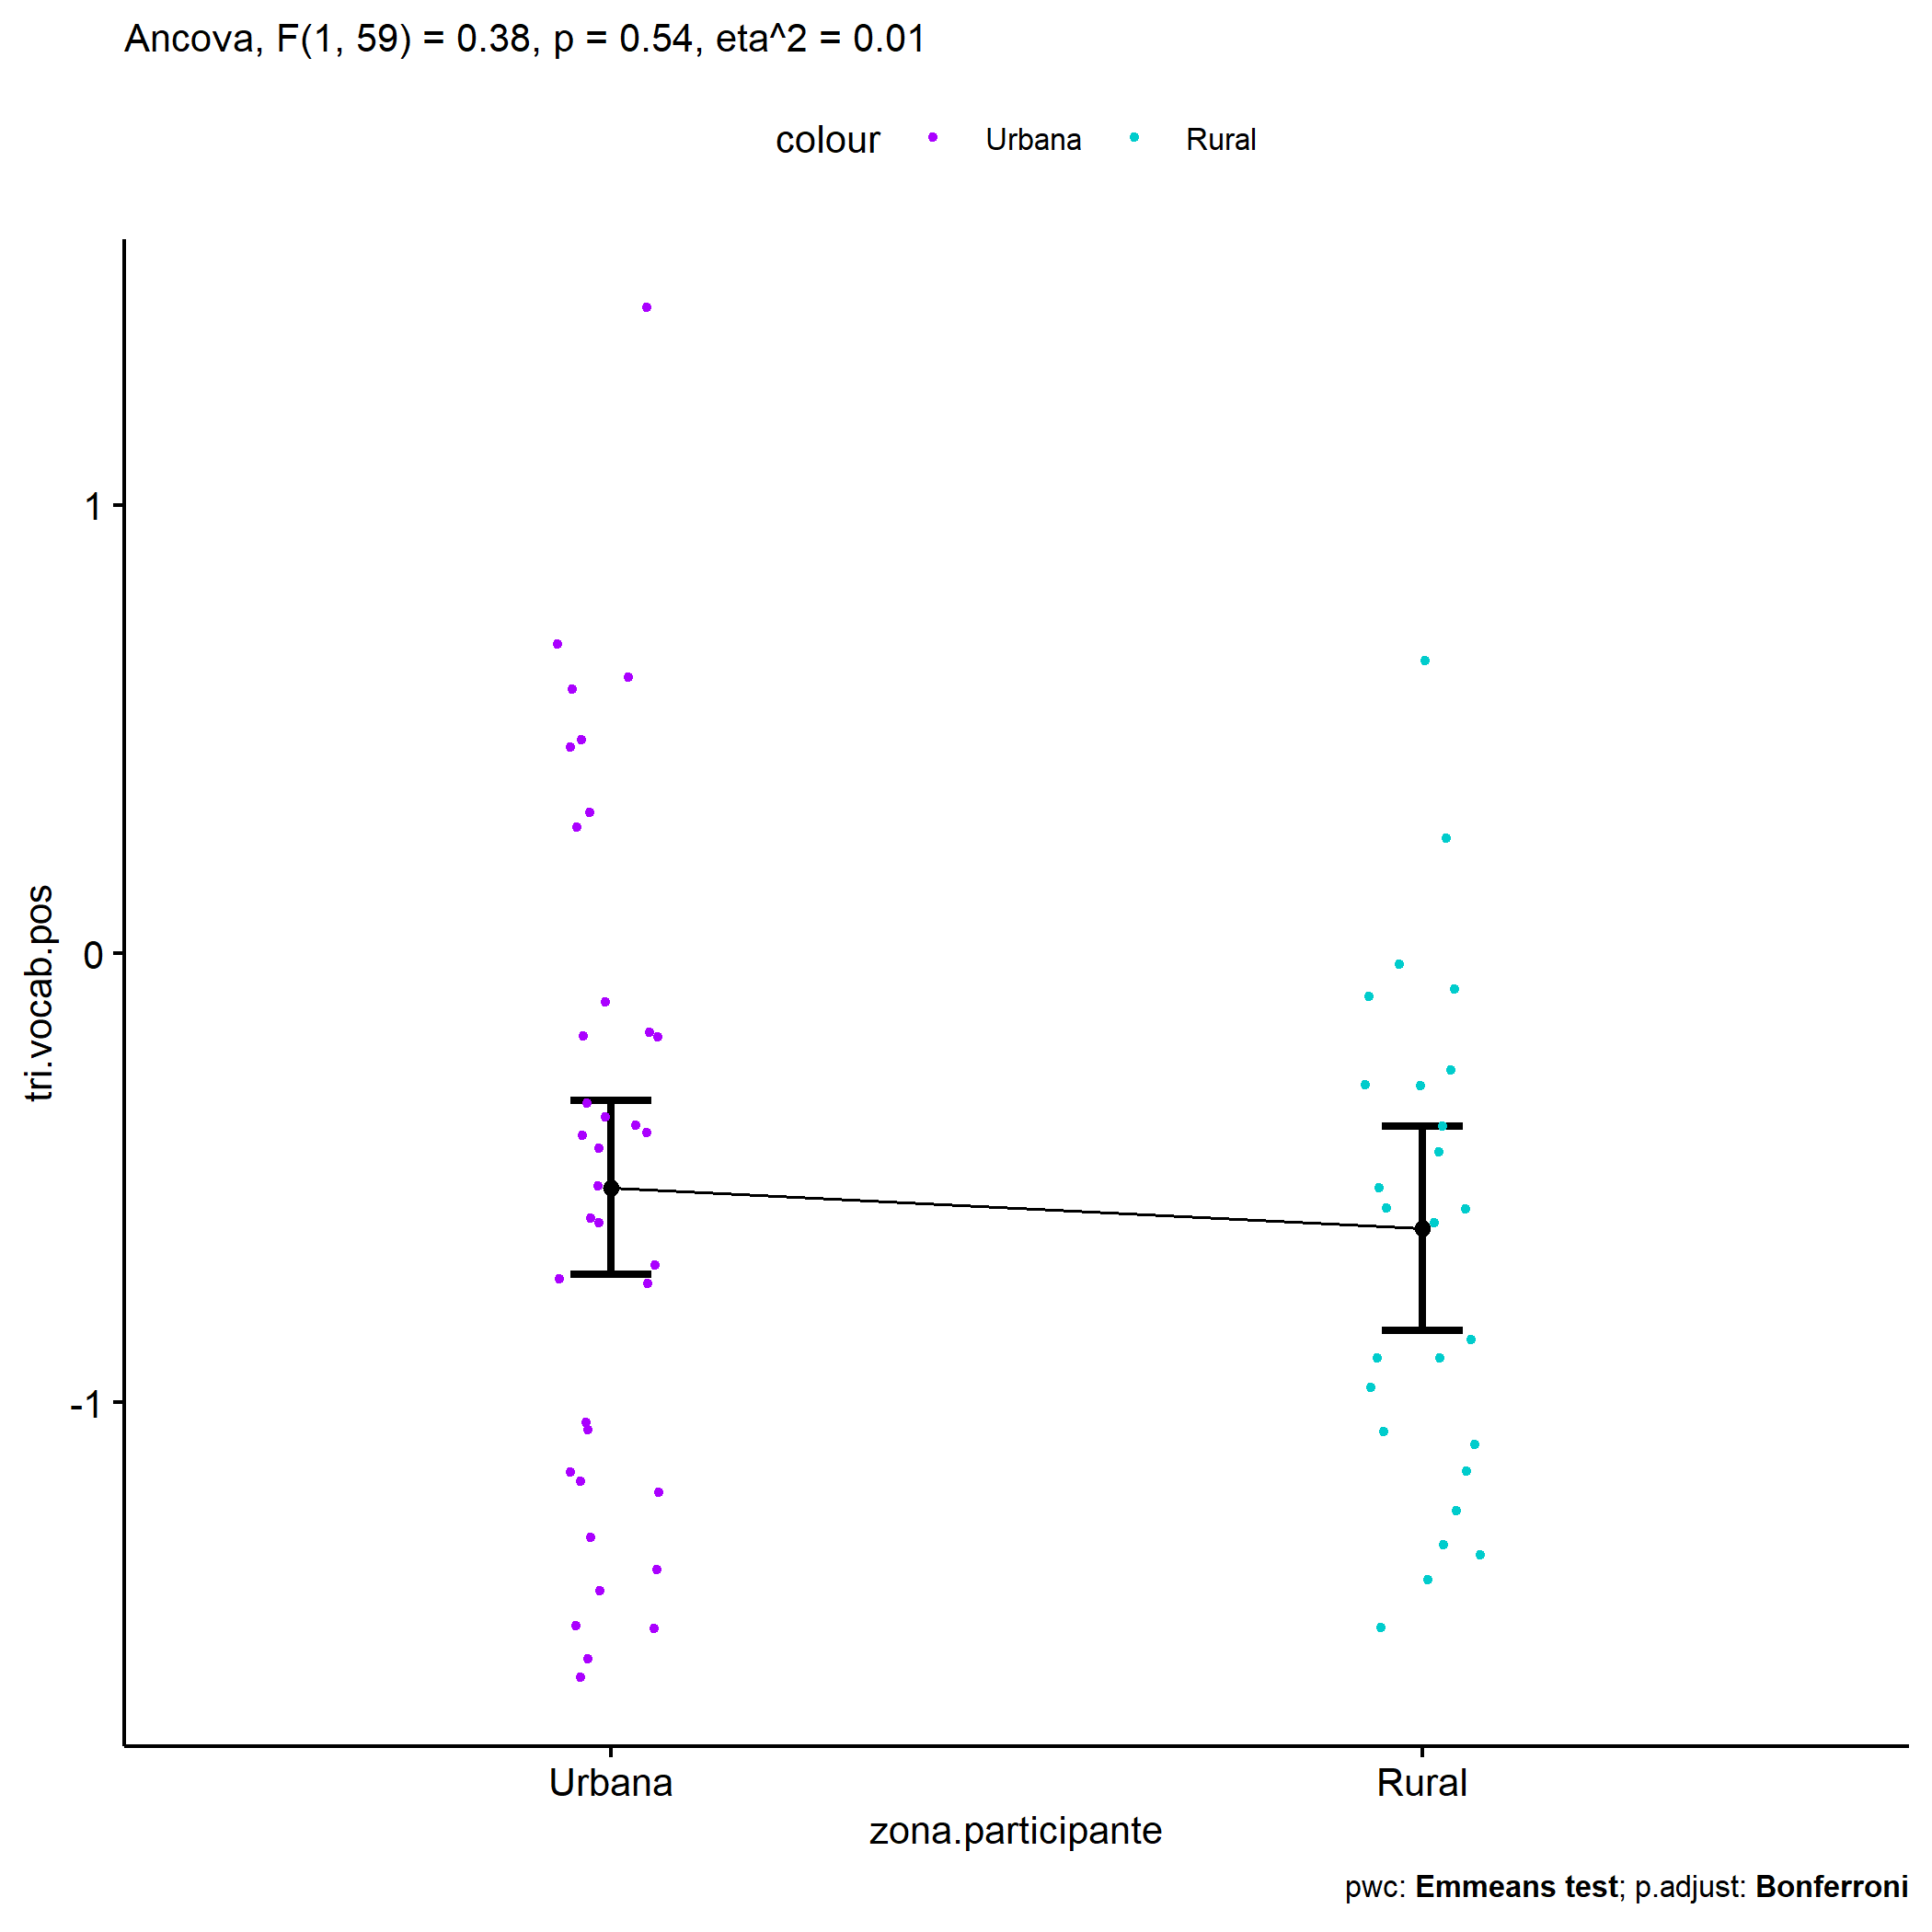 Ancova, F(1, 59) = 0.38, p = 0.54, eta^2 = 0.01
colour Urbana Rural
tri.vocab.pos
1
0
-1
Urbana Rural
zona.participante
pwc: Emmeans test; p.adjust: Bonferroni